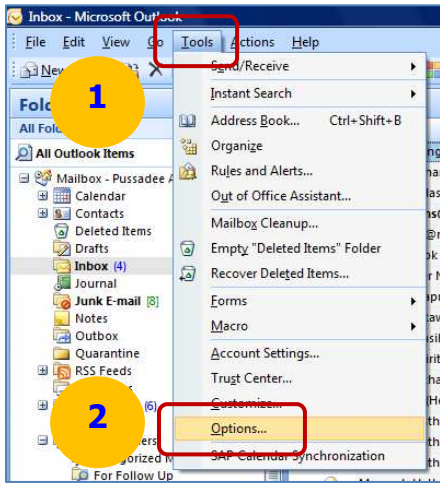 Inbox - Microsoft Outlook
File Edit View Go Tools Actions Help
New
Send/Receive
Instant Search
Address Book... Ctrl+Shift+B
Organize
Rules and Alerts...
Out of Office Assistant...
Mailbox Cleanup...
Empty "Deleted Items" Folder
Recover Deleted Items...
Forms
Macro
Account Settings...
Trust Center...
Customize...
Options...
SAP Calendar Synchronization
1
All Outlook Items
Mailbox - Pussadee A
Calendar
Contacts
Deleted Items
Drafts
Inbox (4)
Journal
Junk E-mail [8]
Notes
Outbox
Quarantine
RSS Feeds
(6)
2
For Follow Up